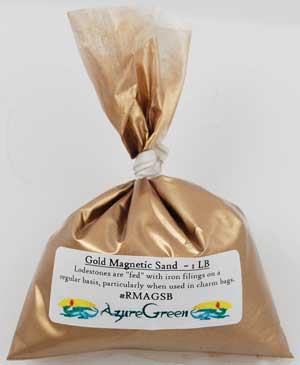 Gold Magnetic Sand - 1 LB
Lodestones are "fed" with iron filings on a
regular basis, particularly when used in charm bags.
#RMAGSB
AzureGreen